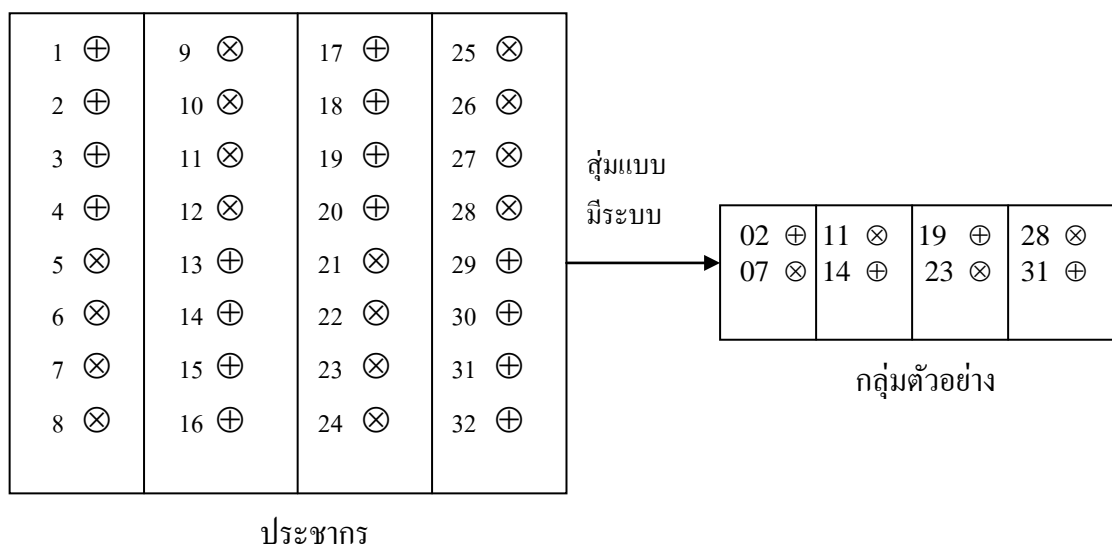 1 ⊕ 9 ⊗ 17 ⊕ 25 ⊗
2 ⊕ 10 ⊗ 18 ⊕ 26 ⊗
3 ⊕ 11 ⊗ 19 ⊕ 27 ⊗
4 ⊕ 12 ⊗ 20 ⊕ 28 ⊗
5 ⊗ 13 ⊕ 21 ⊗ 29 ⊕
6 ⊗ 14 ⊕ 22 ⊗ 30 ⊕
7 ⊗ 15 ⊕ 23 ⊗ 31 ⊕
8 ⊗ 16 ⊕ 24 ⊗ 32 ⊕
ประชากร
สุ่มแบบ
มีระบบ
02 ⊕ 11 ⊗ 19 ⊕ 28 ⊗
07 ⊗ 14 ⊕ 23 ⊗ 31 ⊕
กลุ่มตัวอย่าง